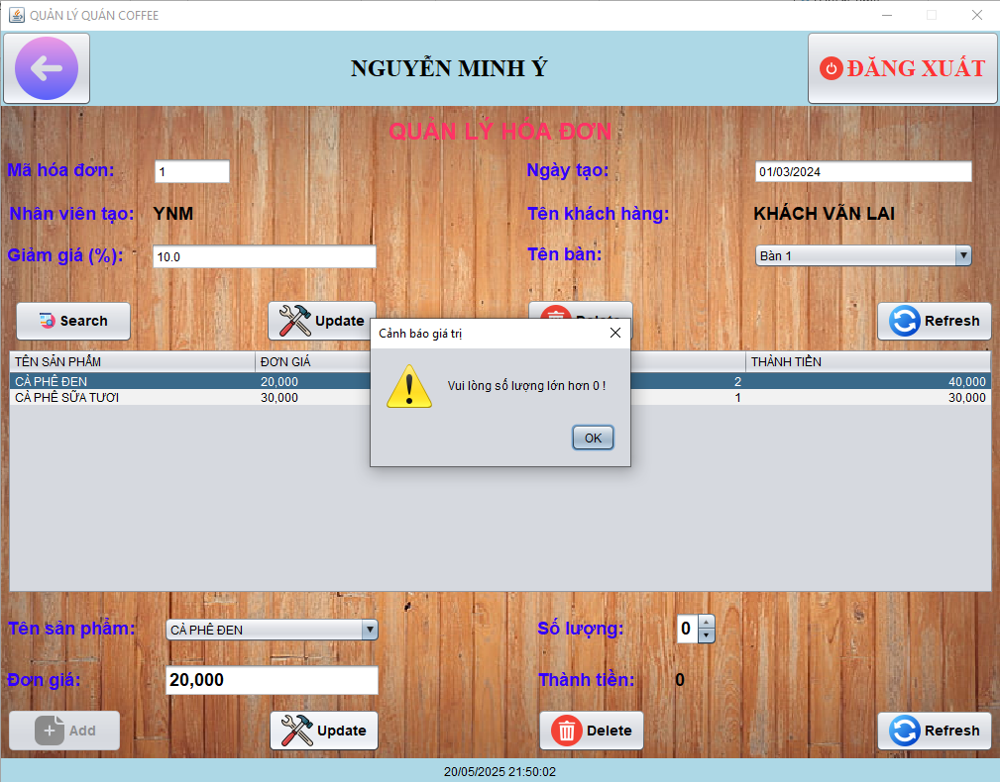 QUẢN LÝ QUÁN COFFEE
NGUYỄN MINH Ý
ĐĂNG XUẤT
QUẢN LÝ HÓA ĐƠN
Mã hóa đơn: 1
Ngày tạo: 01/03/2024
Nhân viên tạo: YNM
Tên khách hàng: KHÁCH VÃN LAI
Giảm giá (%): 10.0
Tên bàn: Bàn 1
Search Update Refresh
Cảnh báo giá trị
Vui lòng số lượng lớn hơn 0 !
OK
TÊN SẢN PHẨM ĐƠN GIÁ THÀNH TIỀN
CÀ PHÊ ĐEN 20,000 2 40,000
CÀ PHÊ SỮA TƯƠI 30,000 1 30,000
Tên sản phẩm: CÀ PHÊ ĐEN
Số lượng: 0
Đơn giá: 20,000
Thành tiền: 0
Add Update Delete Refresh
20/05/2025 21:50:02